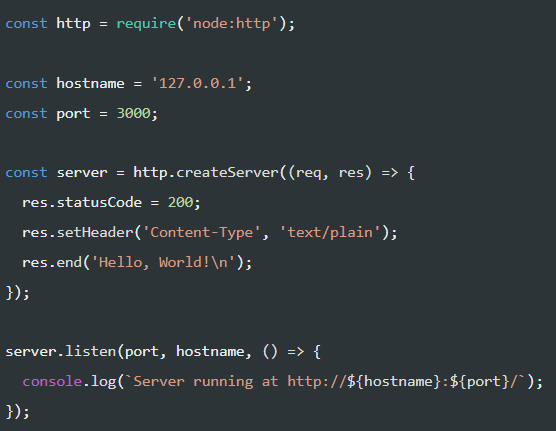 const http = require('node:http');

const hostname = '127.0.0.1';
const port = 3000;

const server = http.createServer((req, res) => {
  res.statusCode = 200;
  res.setHeader('Content-Type', 'text/plain');
  res.end('Hello, World!\n');
});

server.listen(port, hostname, () => {
  console.log(`Server running at http://${hostname}:${port}/`);
});